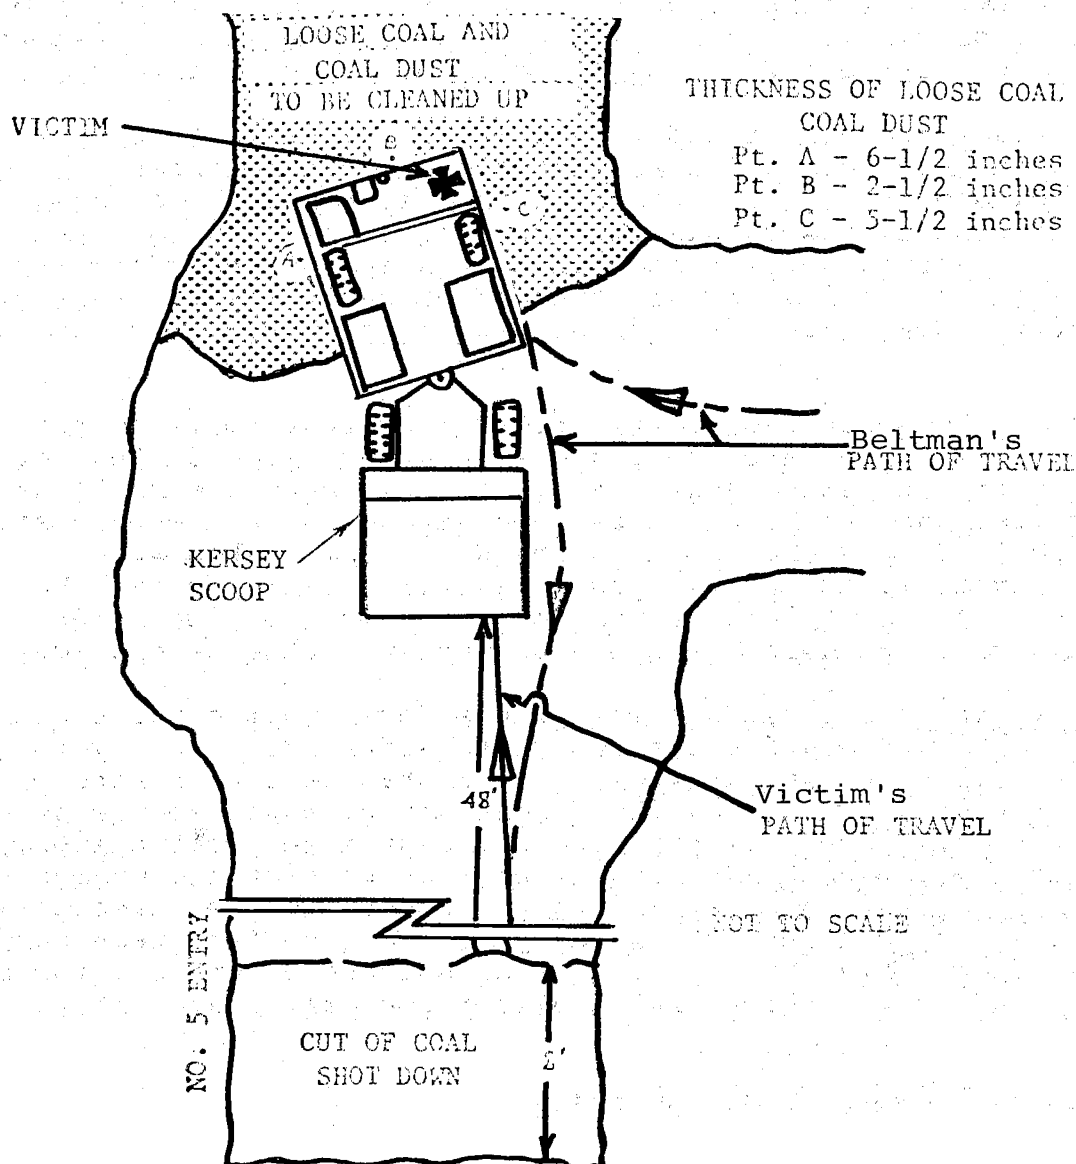 LOOSE COAL AND
COAL DUST
TO BE CLEANED UP
VICTIM
THICKNESS OF LOOSE COAL
COAL DUST
Pt. A - 6-1/2 inches
Pt. B - 2-1/2 inches
Pt. C - 5-1/2 inches
B
C
A
Beltman's
PATH OF TRAVEL
KERSEY
SCOOP
48'
Victim's
PATH OF TRAVEL
NOT TO SCALE
NO. 5 ENTRY
CUT OF COAL
SHOT DOWN